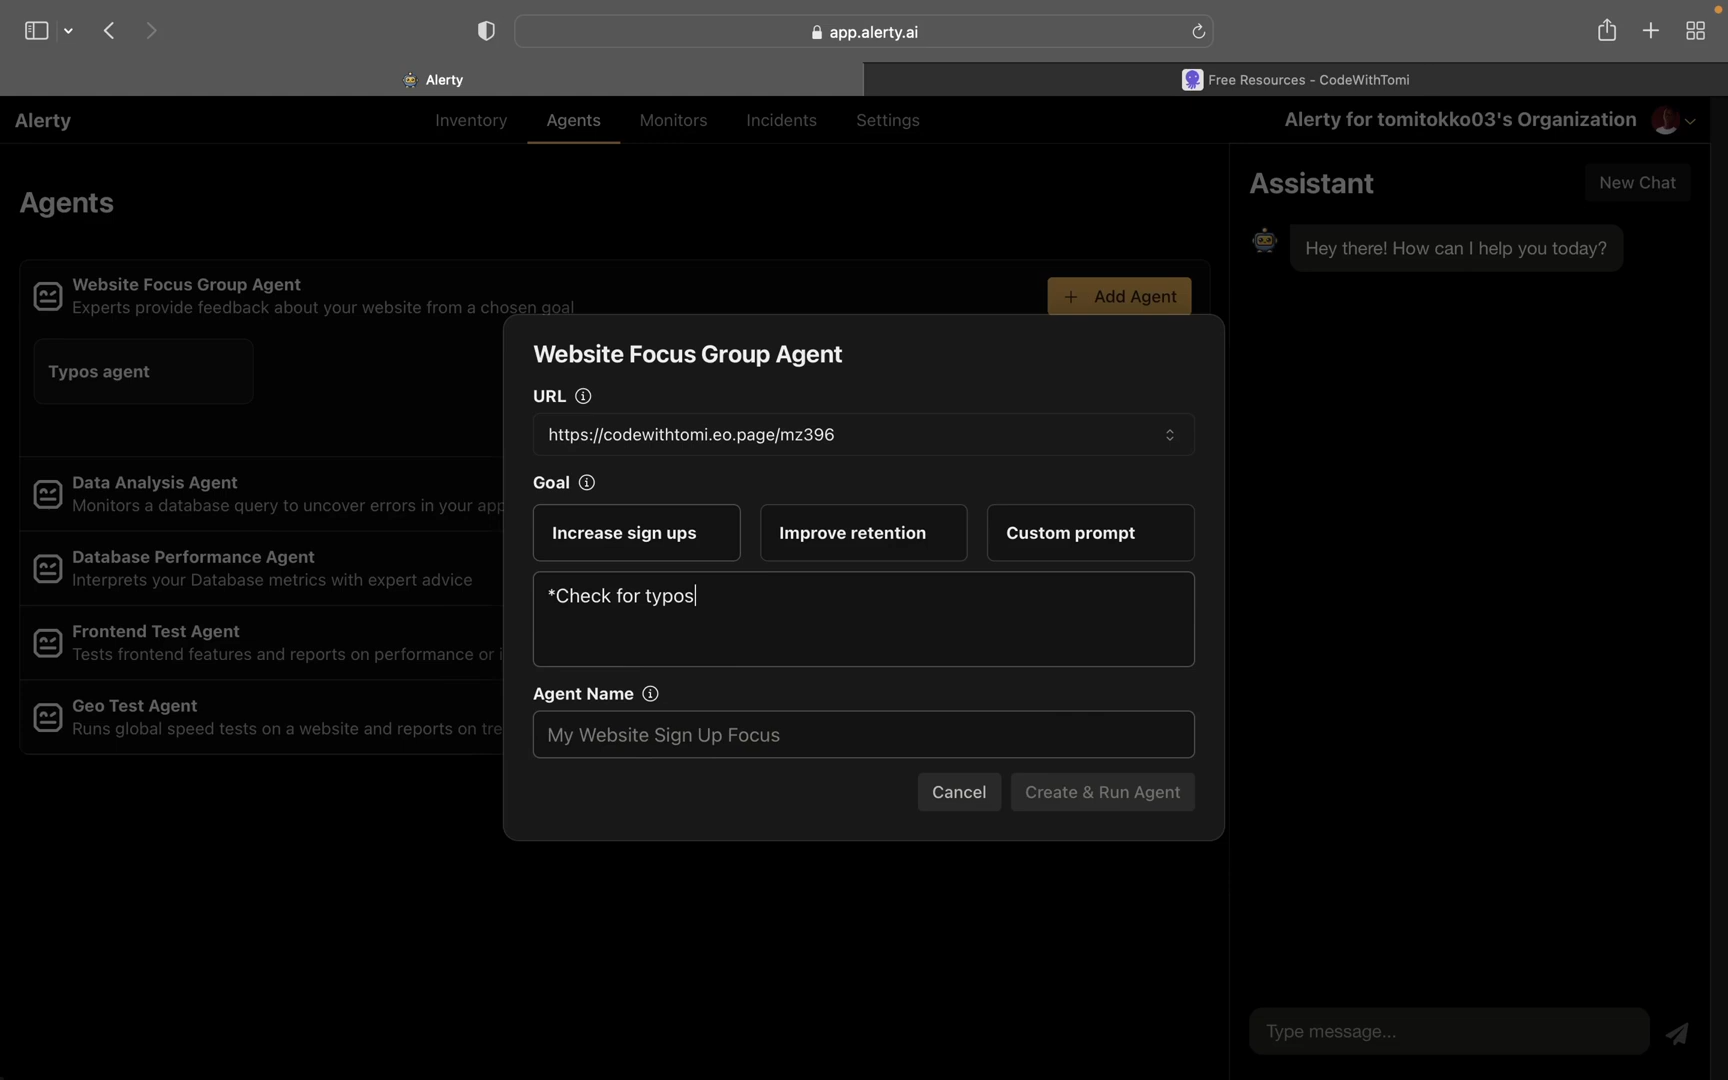 app.alerty.ai
Alerty
Free Resources - CodeWithTomi
Alerty
Inventory
Agents
Monitors
Incidents
Settings
Alerty for tomitokko03's Organization
Agents
Website Focus Group Agent
Experts provide feedback about your website from a chosen goal
+ Add Agent
Typos agent
Data Analysis Agent
Monitors a database query to uncover errors in your app
Database Performance Agent
Interprets your Database metrics with expert advice
Frontend Test Agent
Tests frontend features and reports on performance or i
Geo Test Agent
Runs global speed tests on a website and reports on tre
Website Focus Group Agent
URL
https://codewithtomi.eo.page/mz396
Goal
Increase sign ups
Improve retention
Custom prompt
*Check for typos
Agent Name
My Website Sign Up Focus
Cancel
Create & Run Agent
Assistant
New Chat
Hey there! How can I help you today?
Type message...